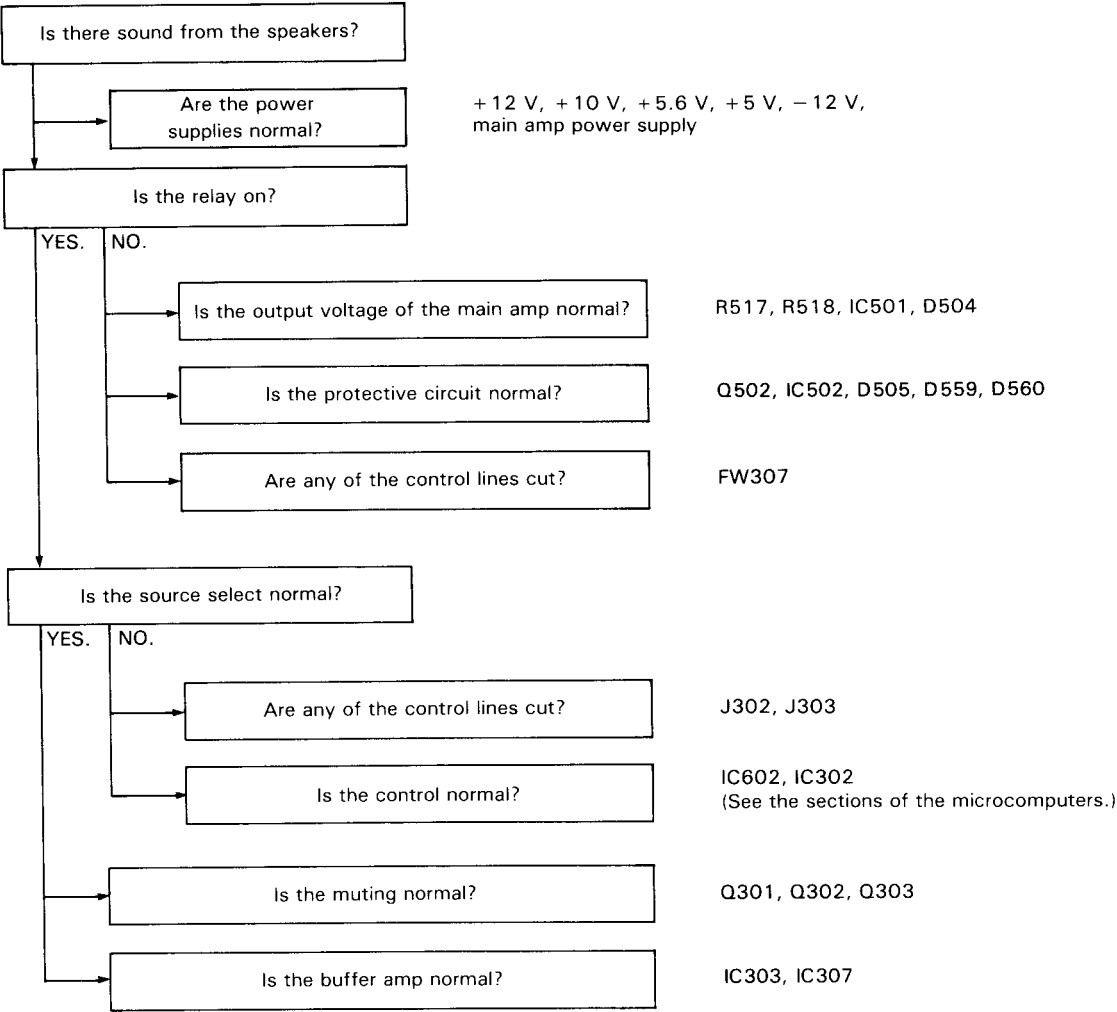 Is there sound from the speakers?
Are the power
supplies normal?
+12 V, +10 V, +5.6 V, +5 V, −12 V,
main amp power supply
Is the relay on?
YES. NO.
Is the output voltage of the main amp normal?
R517, R518, IC501, D504
Is the protective circuit normal?
Q502, IC502, D505, D559, D560
Are any of the control lines cut?
FW307
Is the source select normal?
YES. NO.
Are any of the control lines cut?
J302, J303
Is the control normal?
IC602, IC302
(See the sections of the microcomputers.)
Is the muting normal?
Q301, Q302, Q303
Is the buffer amp normal?
IC303, IC307